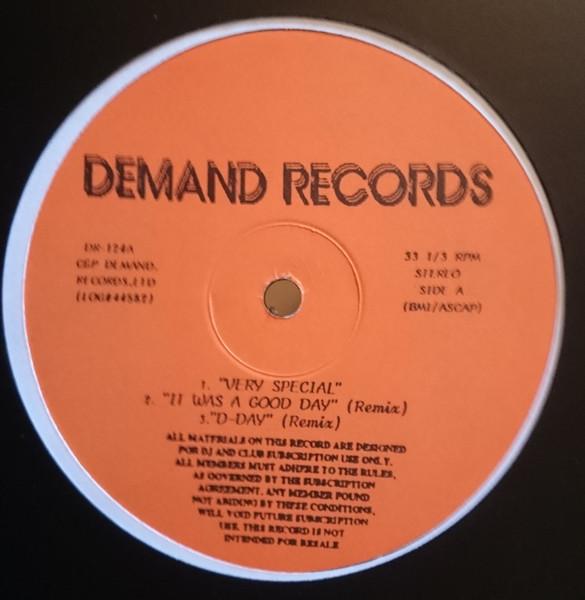 DEMAND RECORDS
DR-124A
C&P DEMAND,
RECORDS,LTD
(LOG#44582)
33 1/3 RPM
STEREO
SIDE A
(BMI/ASCAP)
1. "VERY SPECIAL"
2. "IT WAS A GOOD DAY" (Remix)
3."D-DAY" (Remix)
ALL MATERIALS ON THIS RECORD ARE DESIGNED
FOR DJ AND CLUB SUBSCRIPTION USE ONLY.
ALL MEMBERS MUST ADHERE TO THE RULES,
AS GOVERNED BY THE SUBSCRIPTION
AGREEMENT. ANY MEMBER FOUND
NOT ABIDING BY THESE CONDITIONS,
WILL VOID FUTURE SUBSCRIPTION
USE. THIS RECORD IS NOT
INTENDED FOR RESALE